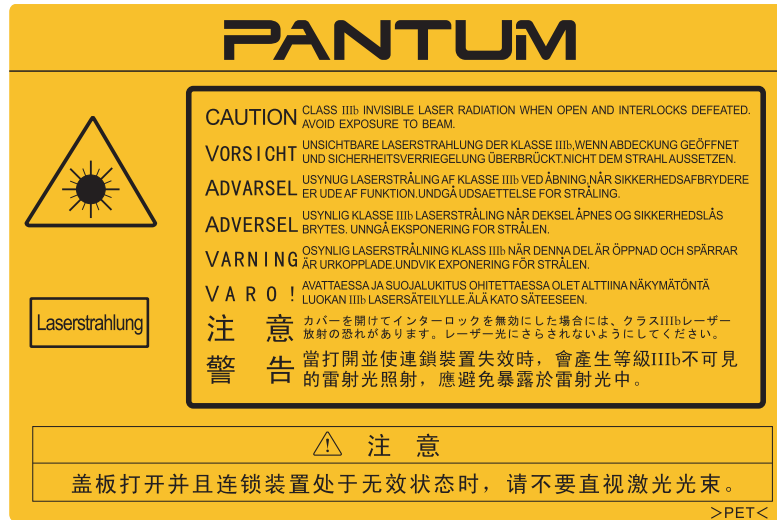 PANTUM
CAUTION CLASS IIIb INVISIBLE LASER RADIATION WHEN OPEN AND INTERLOCKS DEFEATED.
AVOID EXPOSURE TO BEAM.
VORSICHT UNSICHTBARE LASERSTRAHLUNG DER KLASSE IIIb,WENN ABDECKUNG GEÖFFNET
UND SICHERHEITSVERRIEGELUNG ÜBERBRÜCKT.NICHT DEM STRAHL AUSSETZEN.
ADVARSEL USYNUG LASERSTRÅLING AF KLASSE IIIb VED ÅBNING,NÅR SIKKERHEDSAFBRYDERE
ER UDE AF FUNKTION.UNDGÅ UDSAETTELSE FOR STRÅLING.
ADVERSEL USYNLIG KLASSE IIIb LASERSTRÅLING NÅR DEKSEL ÅPNES OG SIKKERHEDSLÅS
BRYTES. UNNGÅ EKSPONERING FOR STRÅLEN.
VARNING OSYNLIG LASERSTRÅLNING KLASS IIIb NÄR DENNA DEL ÄR ÖPPNAD OCH SPÄRRAR
ÄR URKOPPLADE.UNDVIK EXPONERING FÖR STRÅLEN.
VARO! AVATTAESSA JA SUOJALUKITUS OHITETTAESSA OLET ALTTIINA NÄKYMÄTÖNTÄ
LUOKAN IIIb LASERSÄTEILYLLE.ÄLÄ KATO SÄTEESEEN.
注 意 カバーを開けてインターロックを無効にした場合には、クラスIIIbレーザー
放射の恐れがあります。レーザー光にさらされないようにしてください。
警 告 當打開並使連鎖裝置失效時，會產生等級IIIb不可見
的雷射光照射，應避免暴露於雷射光中。
Laserstrahlung
注 意
盖板打开并且连锁装置处于无效状态时，请不要直视激光光束。
>PET<